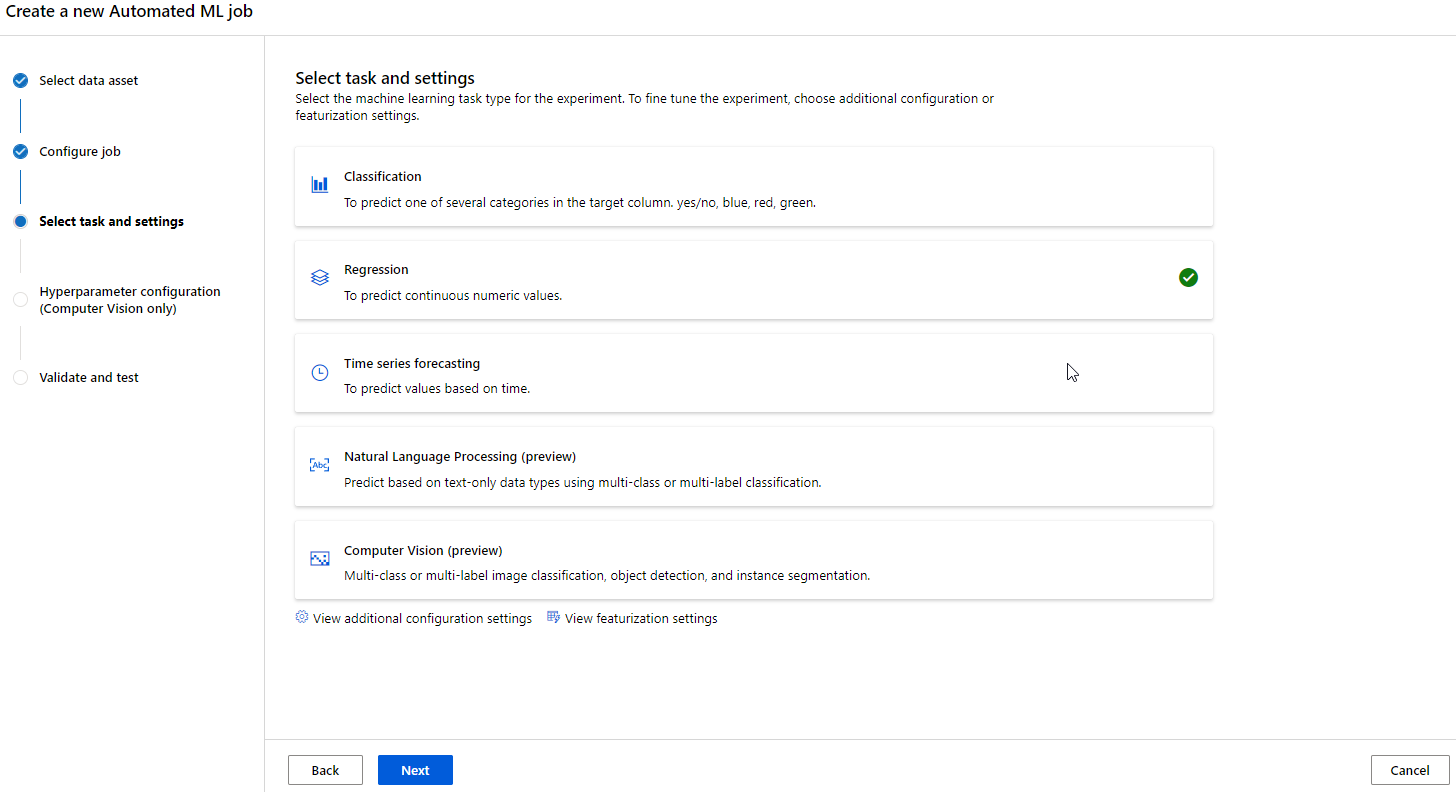 Create a new Automated ML job
Select data asset
Configure job
Select task and settings
Hyperparameter configuration
(Computer Vision only)
Validate and test
Select task and settings
Select the machine learning task type for the experiment. To fine tune the experiment, choose additional configuration or
featurization settings.
Classification
To predict one of several categories in the target column. yes/no, blue, red, green.
Regression
To predict continuous numeric values.
Time series forecasting
To predict values based on time.
Abc
Natural Language Processing (preview)
Predict based on text-only data types using multi-class or multi-label classification.
Computer Vision (preview)
Multi-class or multi-label image classification, object detection, and instance segmentation.
View additional configuration settings View featurization settings
Back Next Cancel